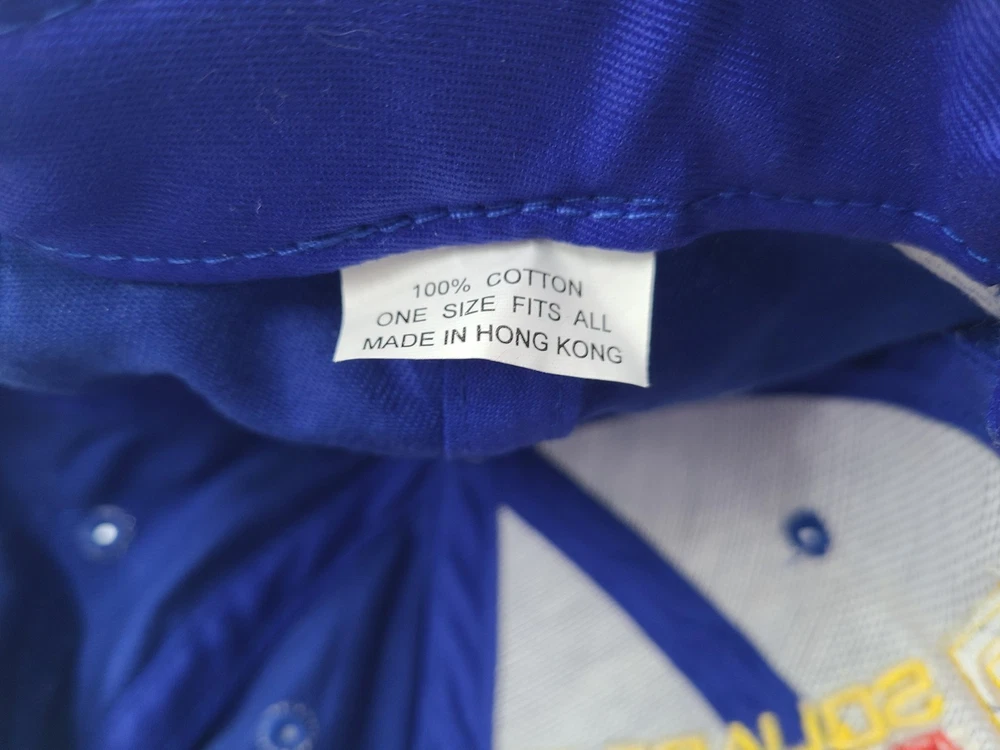 100% COTTON
ONE SIZE FITS ALL
MADE IN HONG KONG